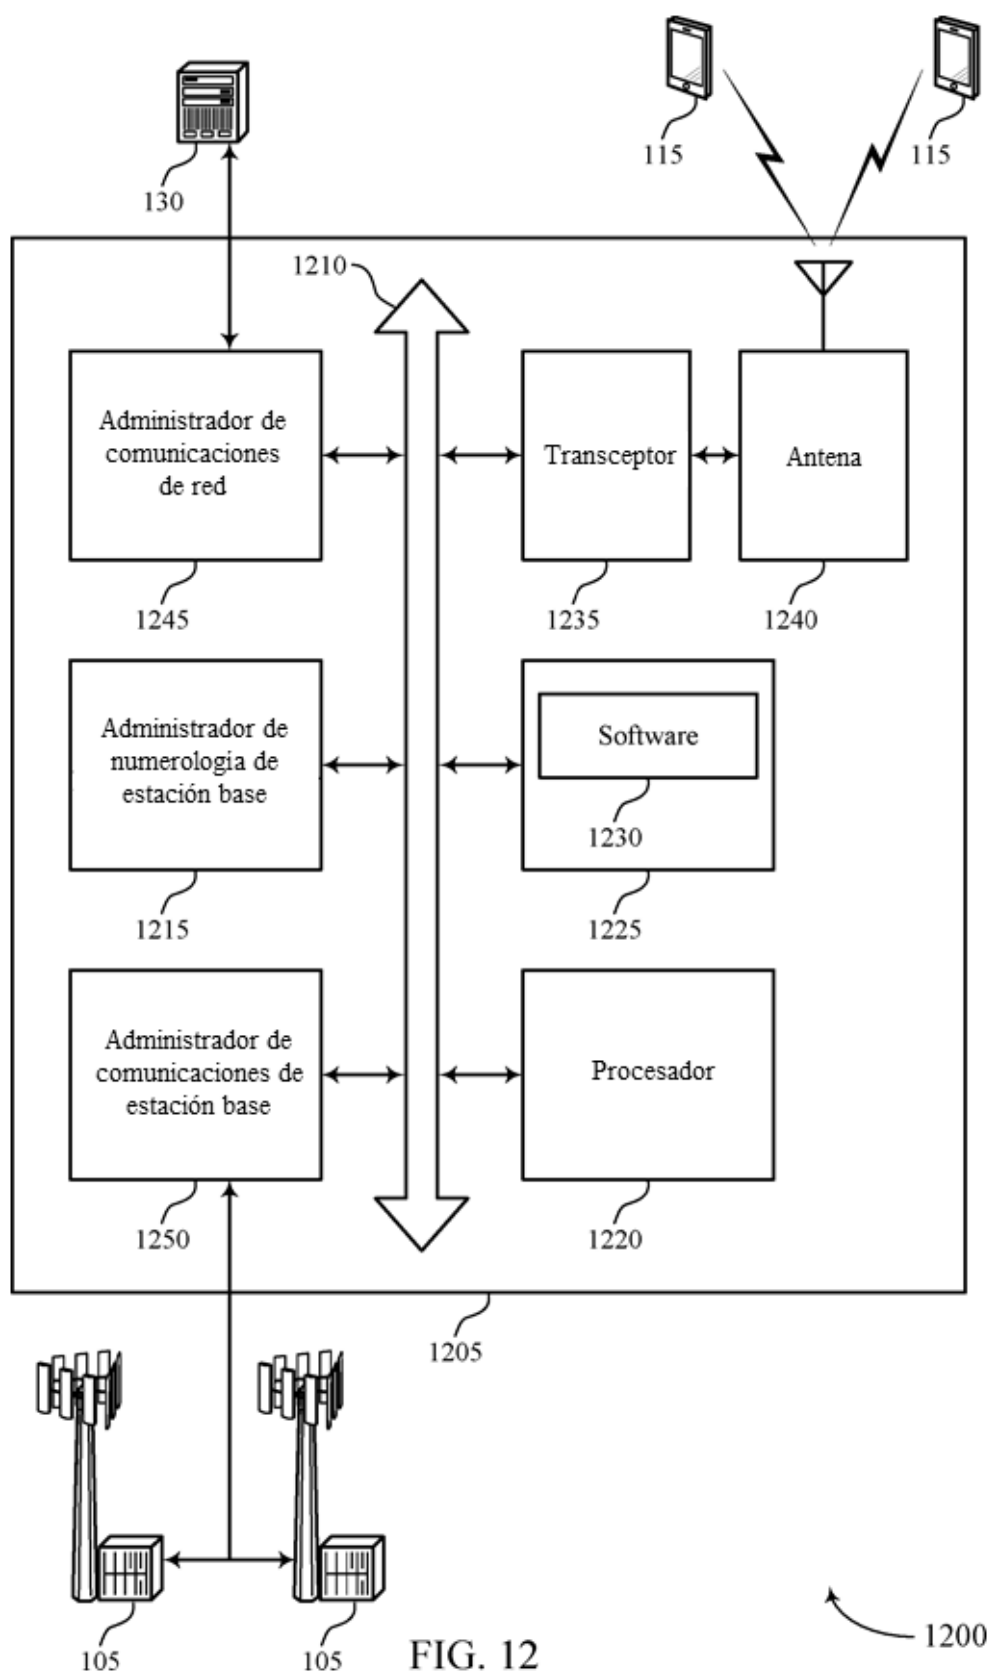 115
115
130
1210
Administrador de
comunicaciones
de red
Transceptor
Antena
1245
1235
1240
Administrador de
numerología de
estación base
Software
1230
1215
1225
Administrador de
comunicaciones de
estación base
Procesador
1250
1220
1205
105
105
FIG. 12
1200